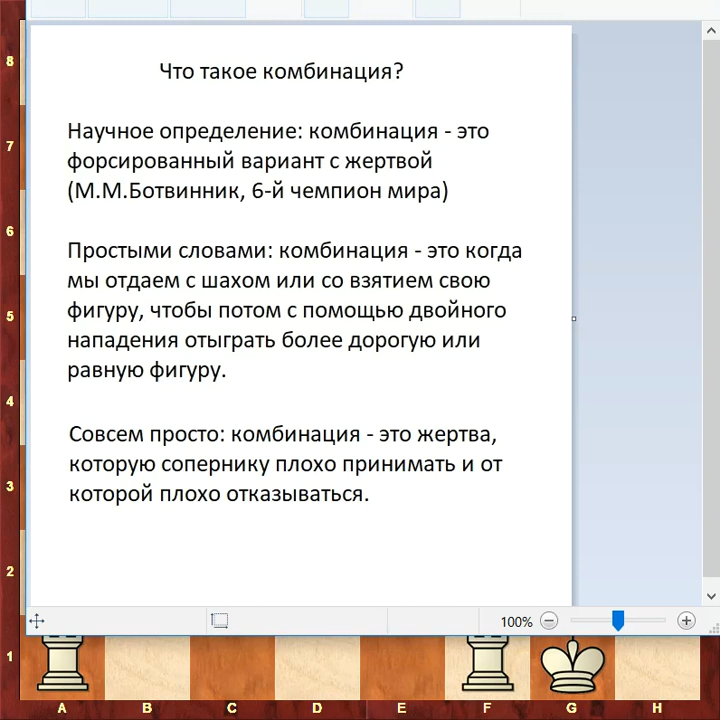 Что такое комбинация?
Научное определение: комбинация - это
форсированный вариант с жертвой
(М.М.Ботвинник, 6-й чемпион мира)
Простыми словами: комбинация - это когда
мы отдаем с шахом или со взятием свою
фигуру, чтобы потом с помощью двойного
нападения отыграть более дорогую или
равную фигуру.
Совсем просто: комбинация - это жертва,
которую сопернику плохо принимать и от
которой плохо отказываться.
100%
8
7
6
5
4
3
2
1
A B C D E F G H